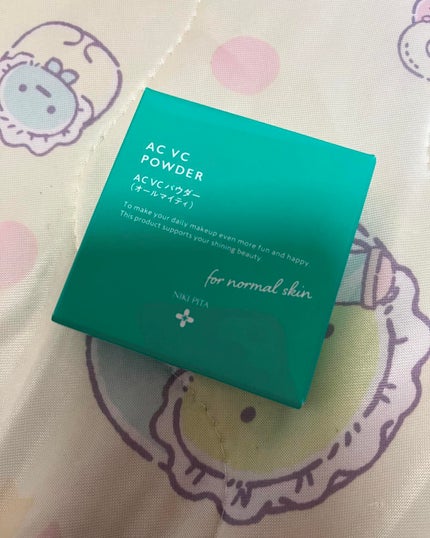 AC VC
POWDER
AC VC パウダー
(オールマイティ)
To make your daily makeup even more fun and happy.
This product supports your shining beauty.
for normal skin
NIKI PITA